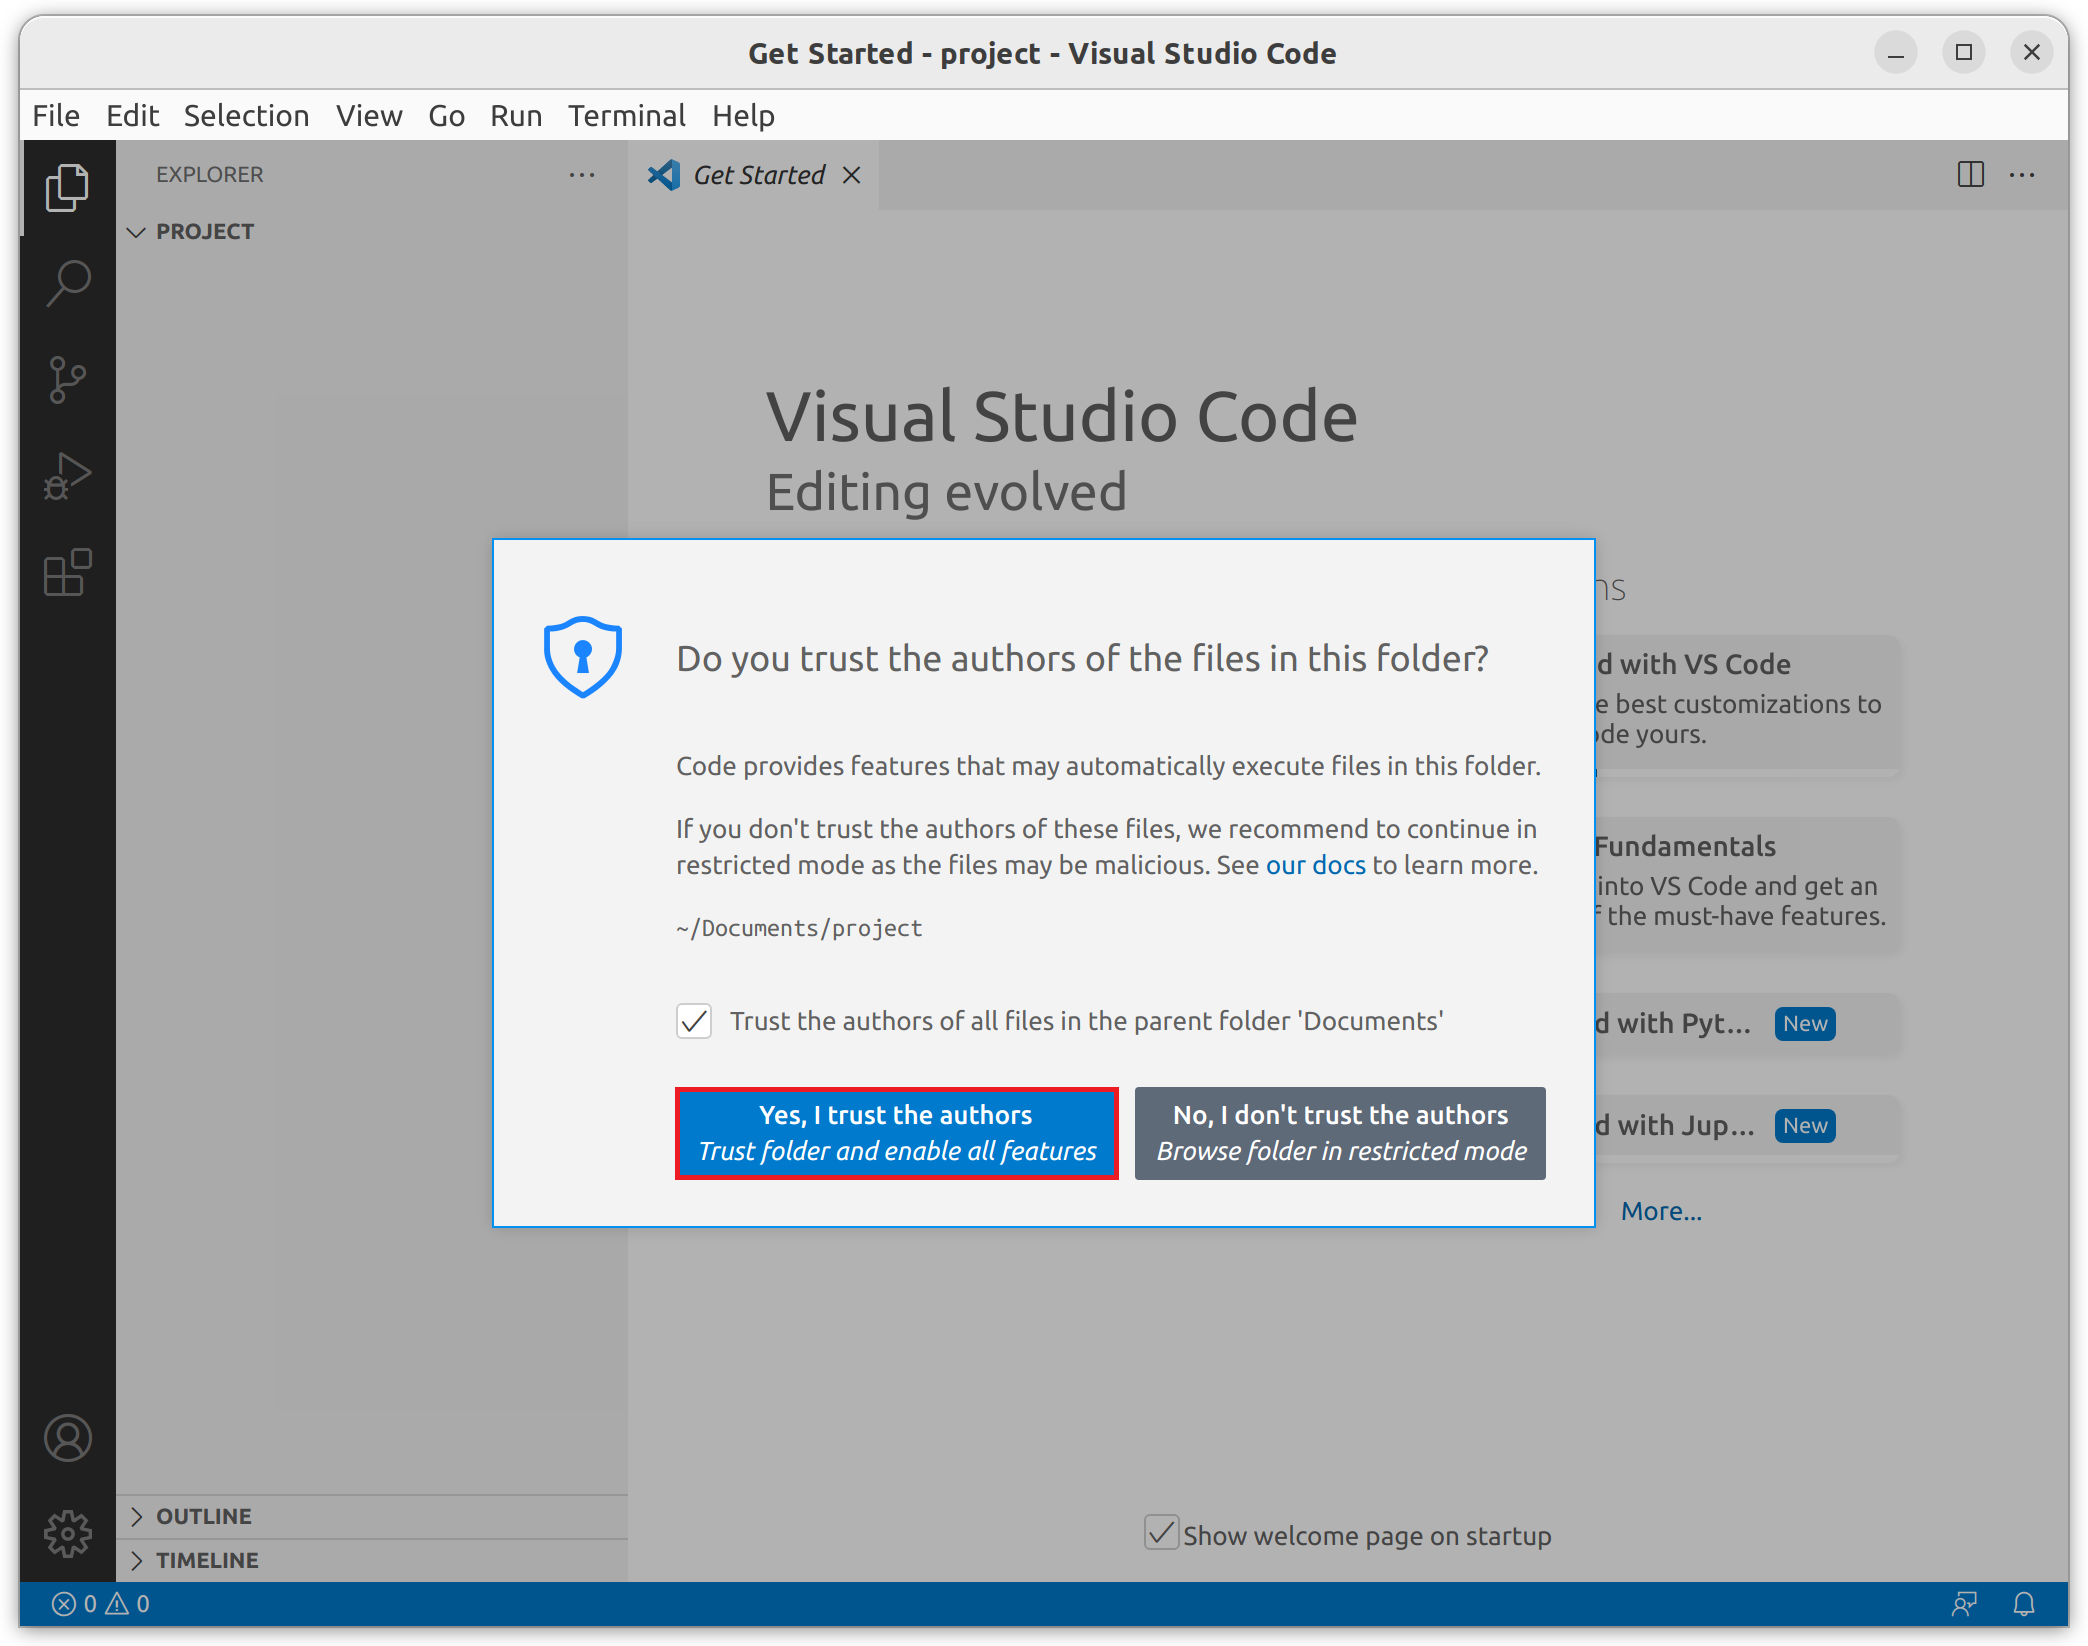 Get Started - project - Visual Studio Code
File Edit Selection View Go Run Terminal Help
EXPLORER
Get Started
PROJECT
Visual Studio Code
Editing evolved
Do you trust the authors of the files in this folder?
Code provides features that may automatically execute files in this folder.
If you don't trust the authors of these files, we recommend to continue in
restricted mode as the files may be malicious. See our docs to learn more.
~/Documents/project
Trust the authors of all files in the parent folder 'Documents'
Yes, I trust the authors
Trust folder and enable all features
No, I don't trust the authors
Browse folder in restricted mode
with VS Code
best customizations to
yours.
Fundamentals
into VS Code and get an
the must-have features.
with Pyt... New
with Jup... New
More...
Show welcome page on startup
OUTLINE
TIMELINE
0 0